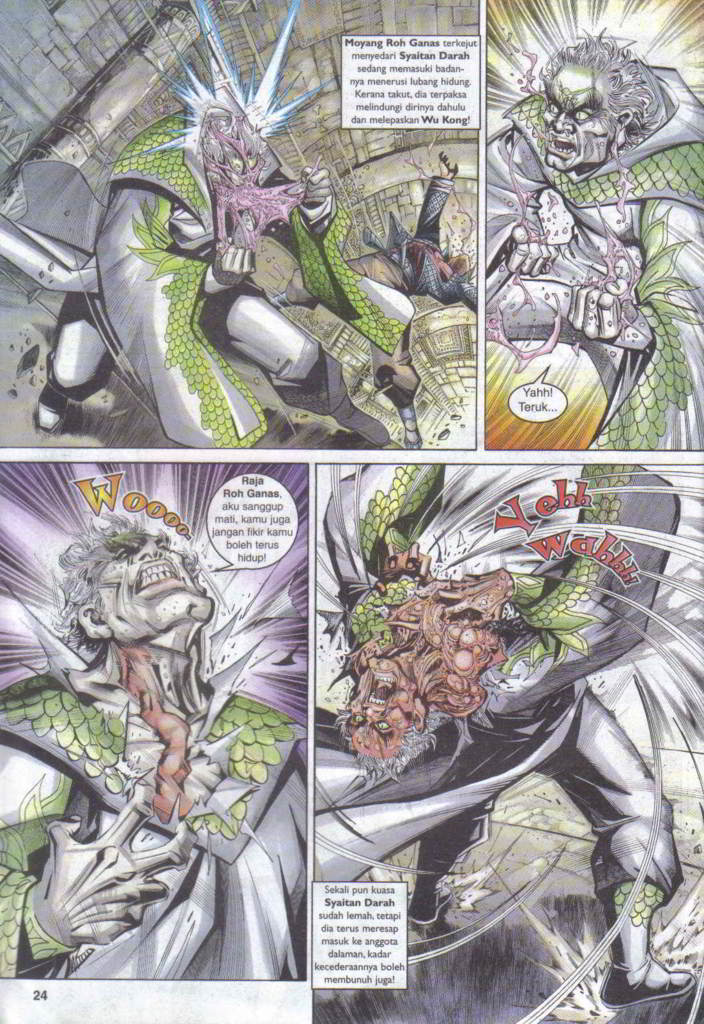 Moyang Roh Ganas terkejut
menyedari Syaitan Darah
sedang memasuki badan-
nya menerusi lubang hidung.
Kerana takut, dia terpaksa
melindungi dirinya dahulu
dan melepaskan Wu Kong!
Yahh!
Teruk...
Woooo
Raja
Roh Ganas,
aku sanggup
mati, kamu juga
jangan fikir kamu
boleh terus
hidup!
Yehh
Wahhh
Sekali pun kuasa
Syaitan Darah
sudah lemah, tetapi
dia terus meresap
masuk ke anggota
dalaman, kadar
kecederaannya boleh
membunuh juga!
24